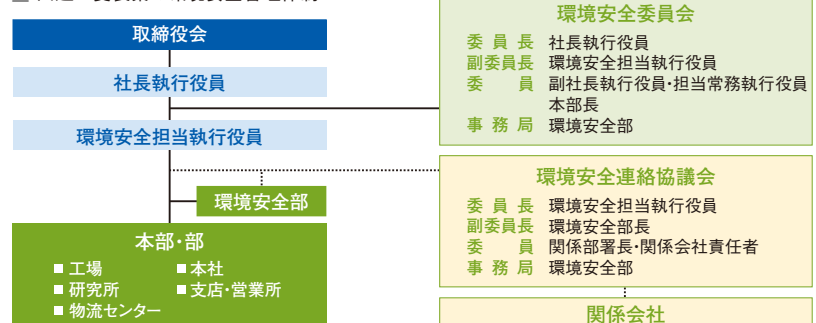 取締役会
社長執行役員
環境安全担当執行役員
環境安全部
本部・部
■ 工場
■ 本社
■ 研究所
■ 支店・営業所
■ 物流センター
環境安全委員会
委員長 社長執行役員
副委員長 環境安全担当執行役員
委員 副社長執行役員・担当常務執行役員
本部長
事務局 環境安全部
環境安全連絡協議会
委員長 環境安全担当執行役員
副委員長 環境安全部長
委員 関係部署長・関係会社責任者
事務局 環境安全部
関係会社